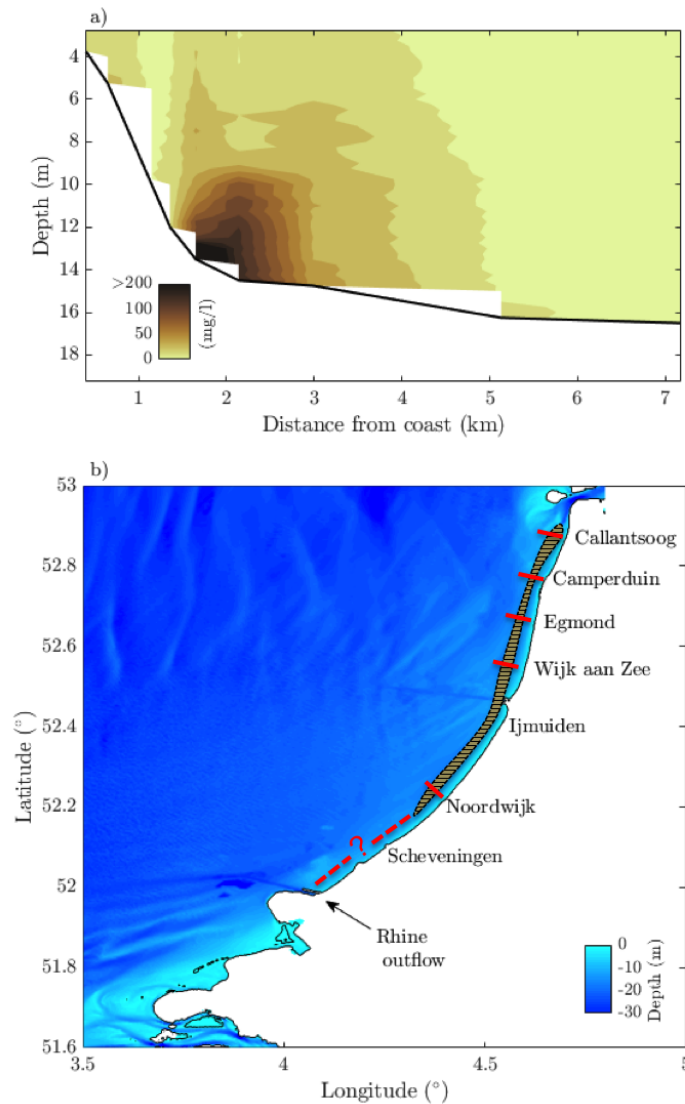 a)
4
6
8
10
12
14
16
18
Depth (m)
>200
150
100
50
0
(mg/l)
1
2
3
4
5
6
7
Distance from coast (km)
b)
53
52.8
52.6
52.4
52.2
52
51.8
51.6
Latitude (°)
Callantsoog
Camperduin
Egmond
Wijk aan Zee
Ijmuiden
Noordwijk
?
Scheveningen
Rhine
outflow
0
-10
-20
-30
Depth (m)
3.5
4
4.5
5
Longitude (°)